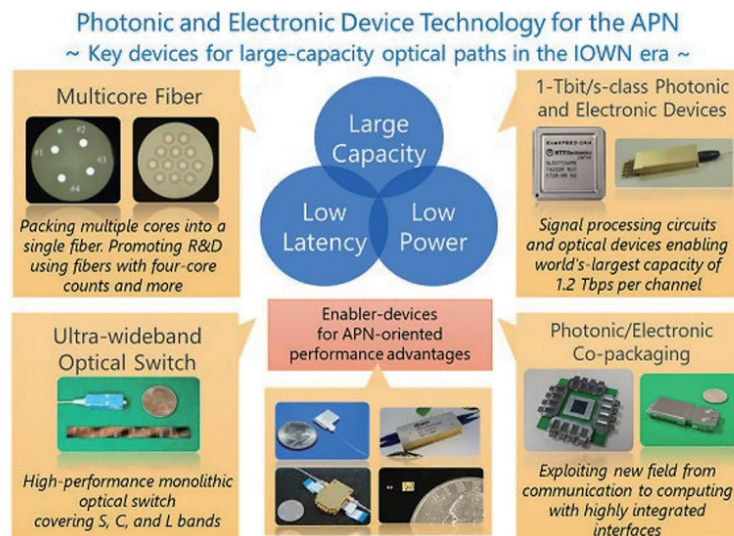 Photonic and Electronic Device Technology for the APN
~ Key devices for large-capacity optical paths in the IOWN era ~
Multicore Fiber
#1
#2
#3
#4
Packing multiple cores into a
single fiber. Promoting R&D
using fibers with four-core
counts and more
Large
Capacity
Low
Latency
Low
Power
1-Tbit/s-class Photonic
and Electronic Devices
Signal processing circuits
and optical devices enabling
world's-largest capacity of
1.2 Tbps per channel
Ultra-wideband
Optical Switch
High-performance monolithic
optical switch
covering S, C, and L bands
Enabler-devices
for APN-oriented
performance advantages
Photonic/Electronic
Co-packaging
Exploiting new field from
communication to computing
with highly integrated
interfaces